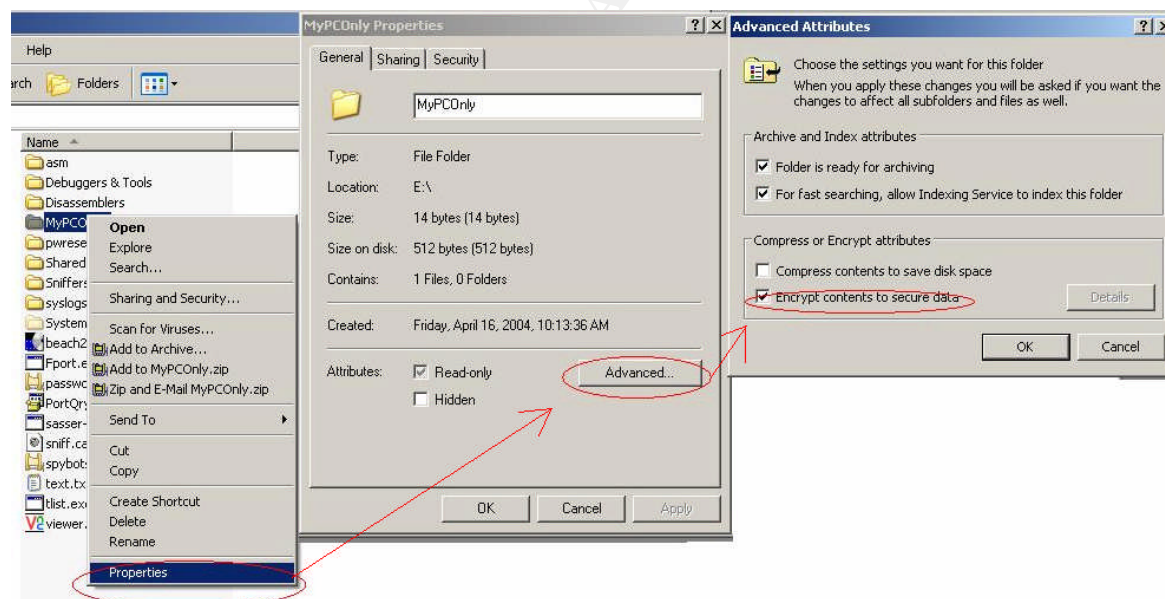 Help
Folders
Name
asm
Debuggers & Tools
Disassemblers
MyPCO
pwrese
Shared
Sniffers
syslogs
System
beach2
Fport.e
passwo
PortQry
sasser-
sniff.ca
spybot
text.tx
tlist.ex
viewer.
Open
Explore
Search...
Sharing and Security...
Scan for Viruses...
Add to Archive...
Add to MyPCOnly.zip
Zip and E-Mail MyPCOnly.zip
Send To
Cut
Copy
Create Shortcut
Delete
Rename
Properties
MyPCOnly Properties
General Sharing Security
MyPCOnly
Type: File Folder
Location: E:\
Size: 14 bytes (14 bytes)
Size on disk: 512 bytes (512 bytes)
Contains: 1 Files, 0 Folders
Created: Friday, April 16, 2004, 10:13:36 AM
Attributes: Read-only Advanced...
Hidden
OK Cancel Apply
Advanced Attributes
Choose the settings you want for this folder
When you apply these changes you will be asked if you want the
changes to affect all subfolders and files as well.
Archive and Index attributes
Folder is ready for archiving
For fast searching, allow Indexing Service to index this folder
Compress or Encrypt attributes
Compress contents to save disk space
Encrypt contents to secure data Details
OK Cancel